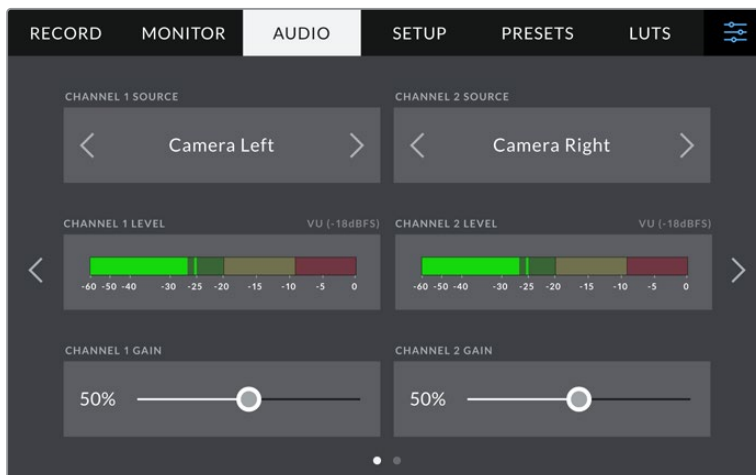 RECORD MONITOR AUDIO SETUP PRESETS LUTS
CHANNEL 1 SOURCE CHANNEL 2 SOURCE
Camera Left Camera Right
CHANNEL 1 LEVEL VU (-18dBFS) CHANNEL 2 LEVEL VU (-18dBFS)
-60 -50 -40 -30 -25 -20 -15 -10 -5 0 -60 -50 -40 -30 -25 -20 -15 -10 -5 0
CHANNEL 1 GAIN CHANNEL 2 GAIN
50% 50%